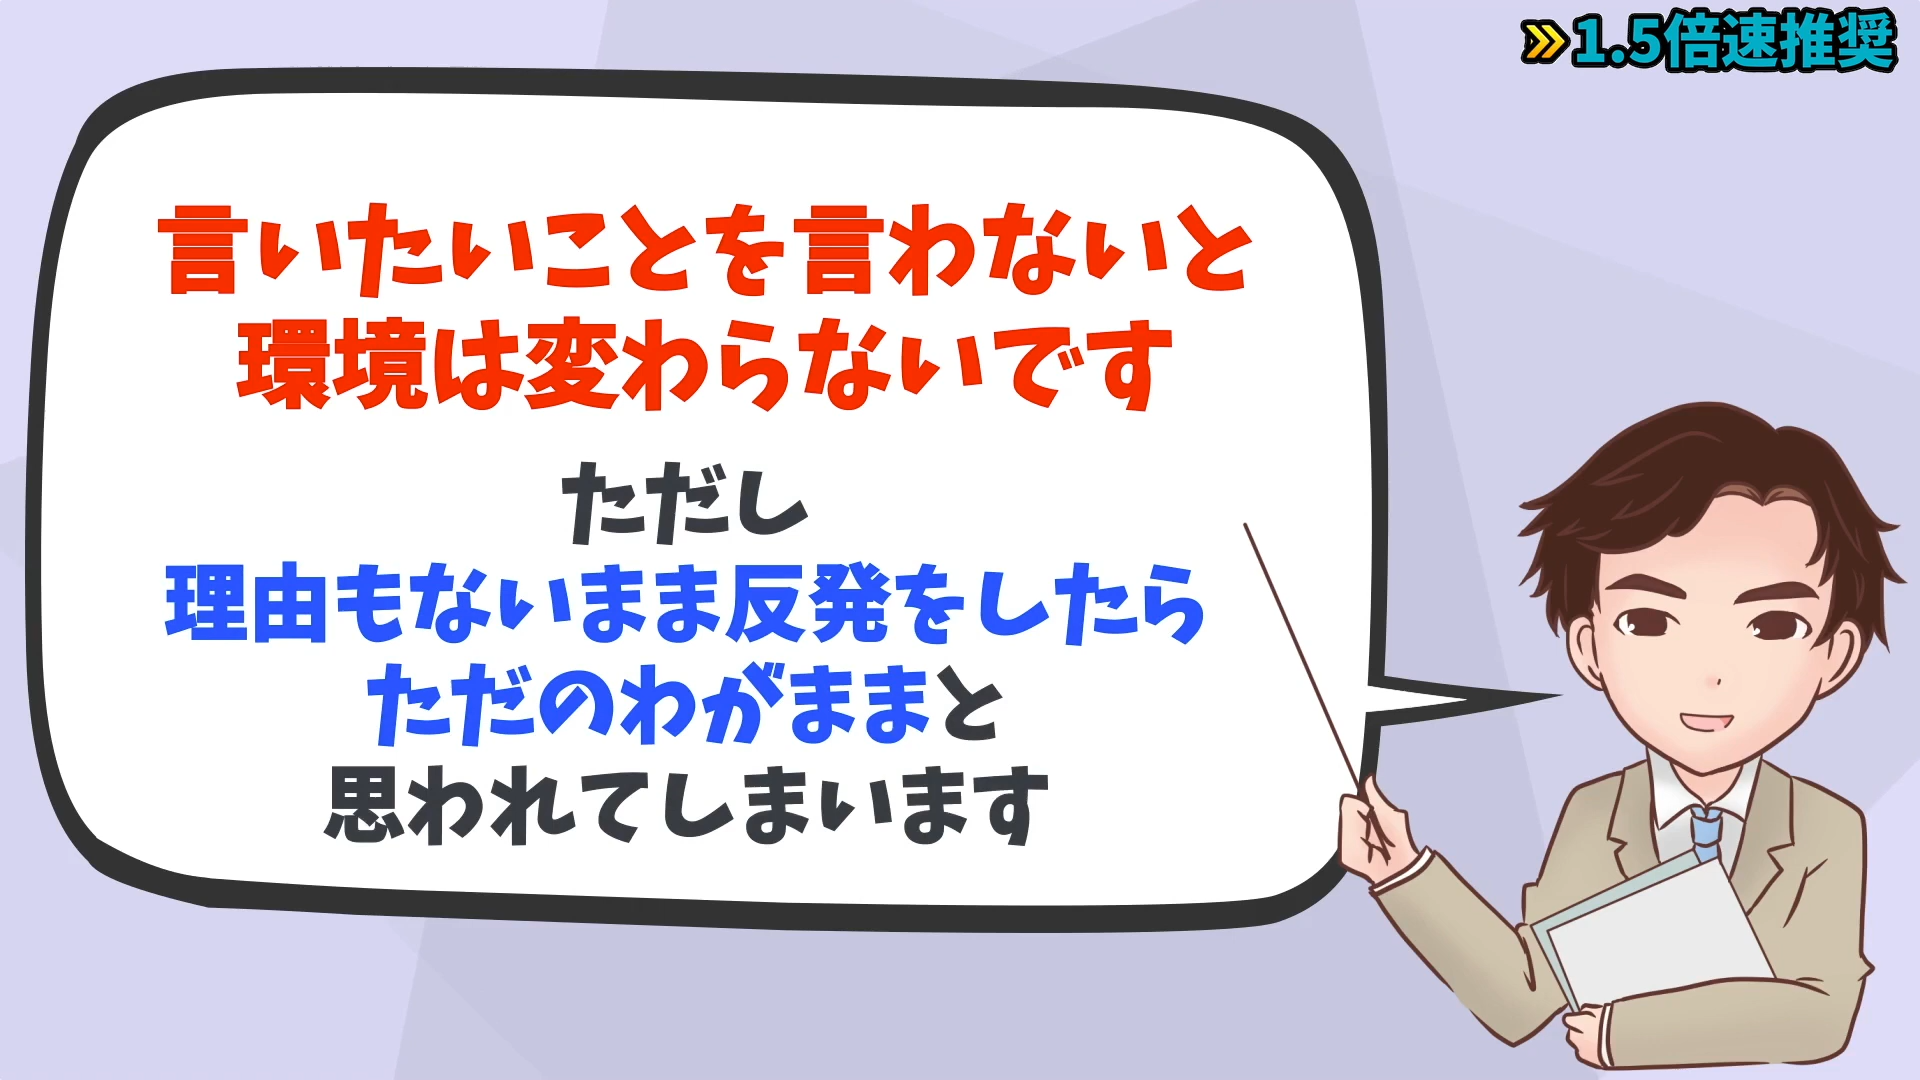 1.5倍速推奨
言いたいことを言わないと
環境は変わらないです
ただし
理由もないまま反発をしたら
ただのわがままと
思われてしまいます